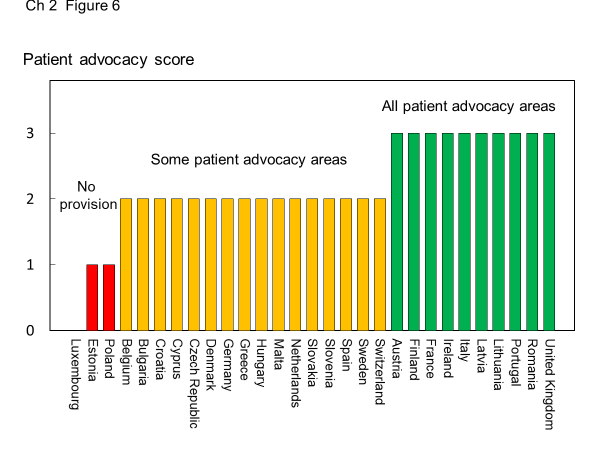 Ch 2  Figure 6
Patient advocacy score
All patient advocacy areas
3
Some patient advocacy areas
No
provision
2
1
0
Luxembourg
Estonia
Poland
Belgium
Bulgaria
Croatia
Cyprus
Czech Republic
Denmark
Germany
Greece
Hungary
Malta
Netherlands
Slovakia
Slovenia
Spain
Sweden
Switzerland
Austria
Finland
France
Ireland
Italy
Latvia
Lithuania
Portugal
Romania
United Kingdom